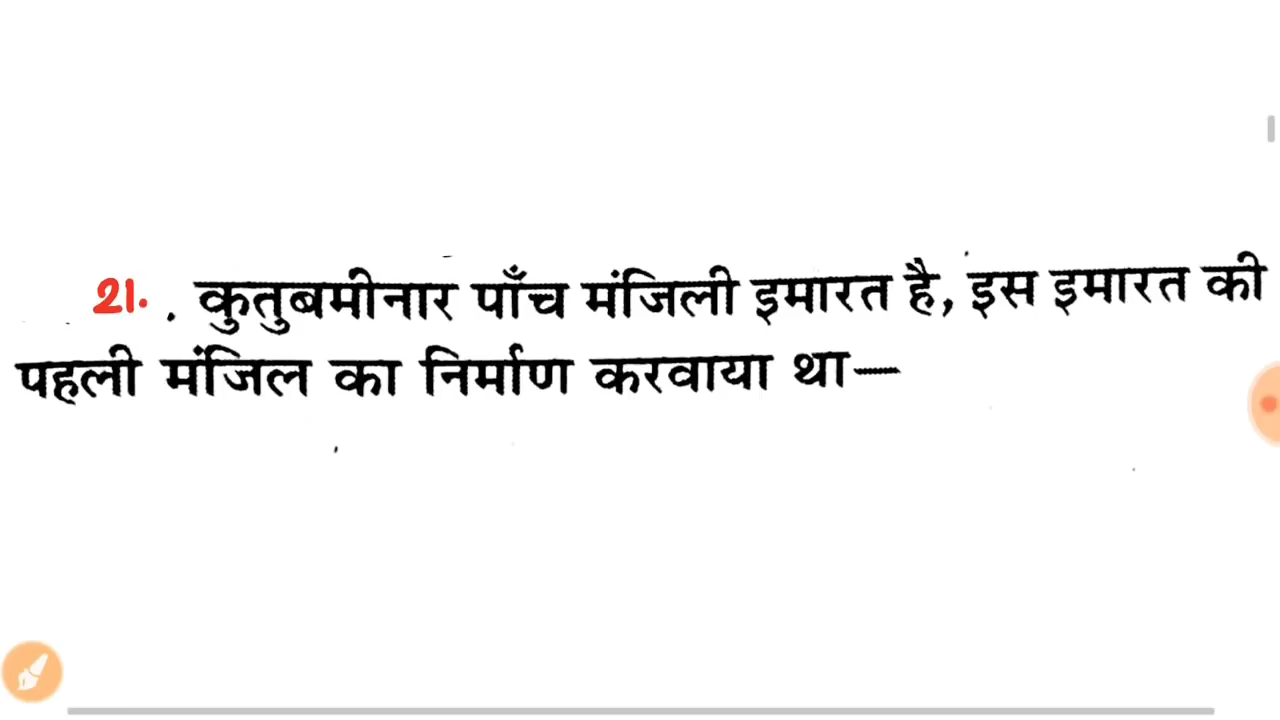 21. . कुतुबमीनार पाँच मंजिली इमारत है, इस इमारत की
पहली मंजिल का निर्माण करवाया था—